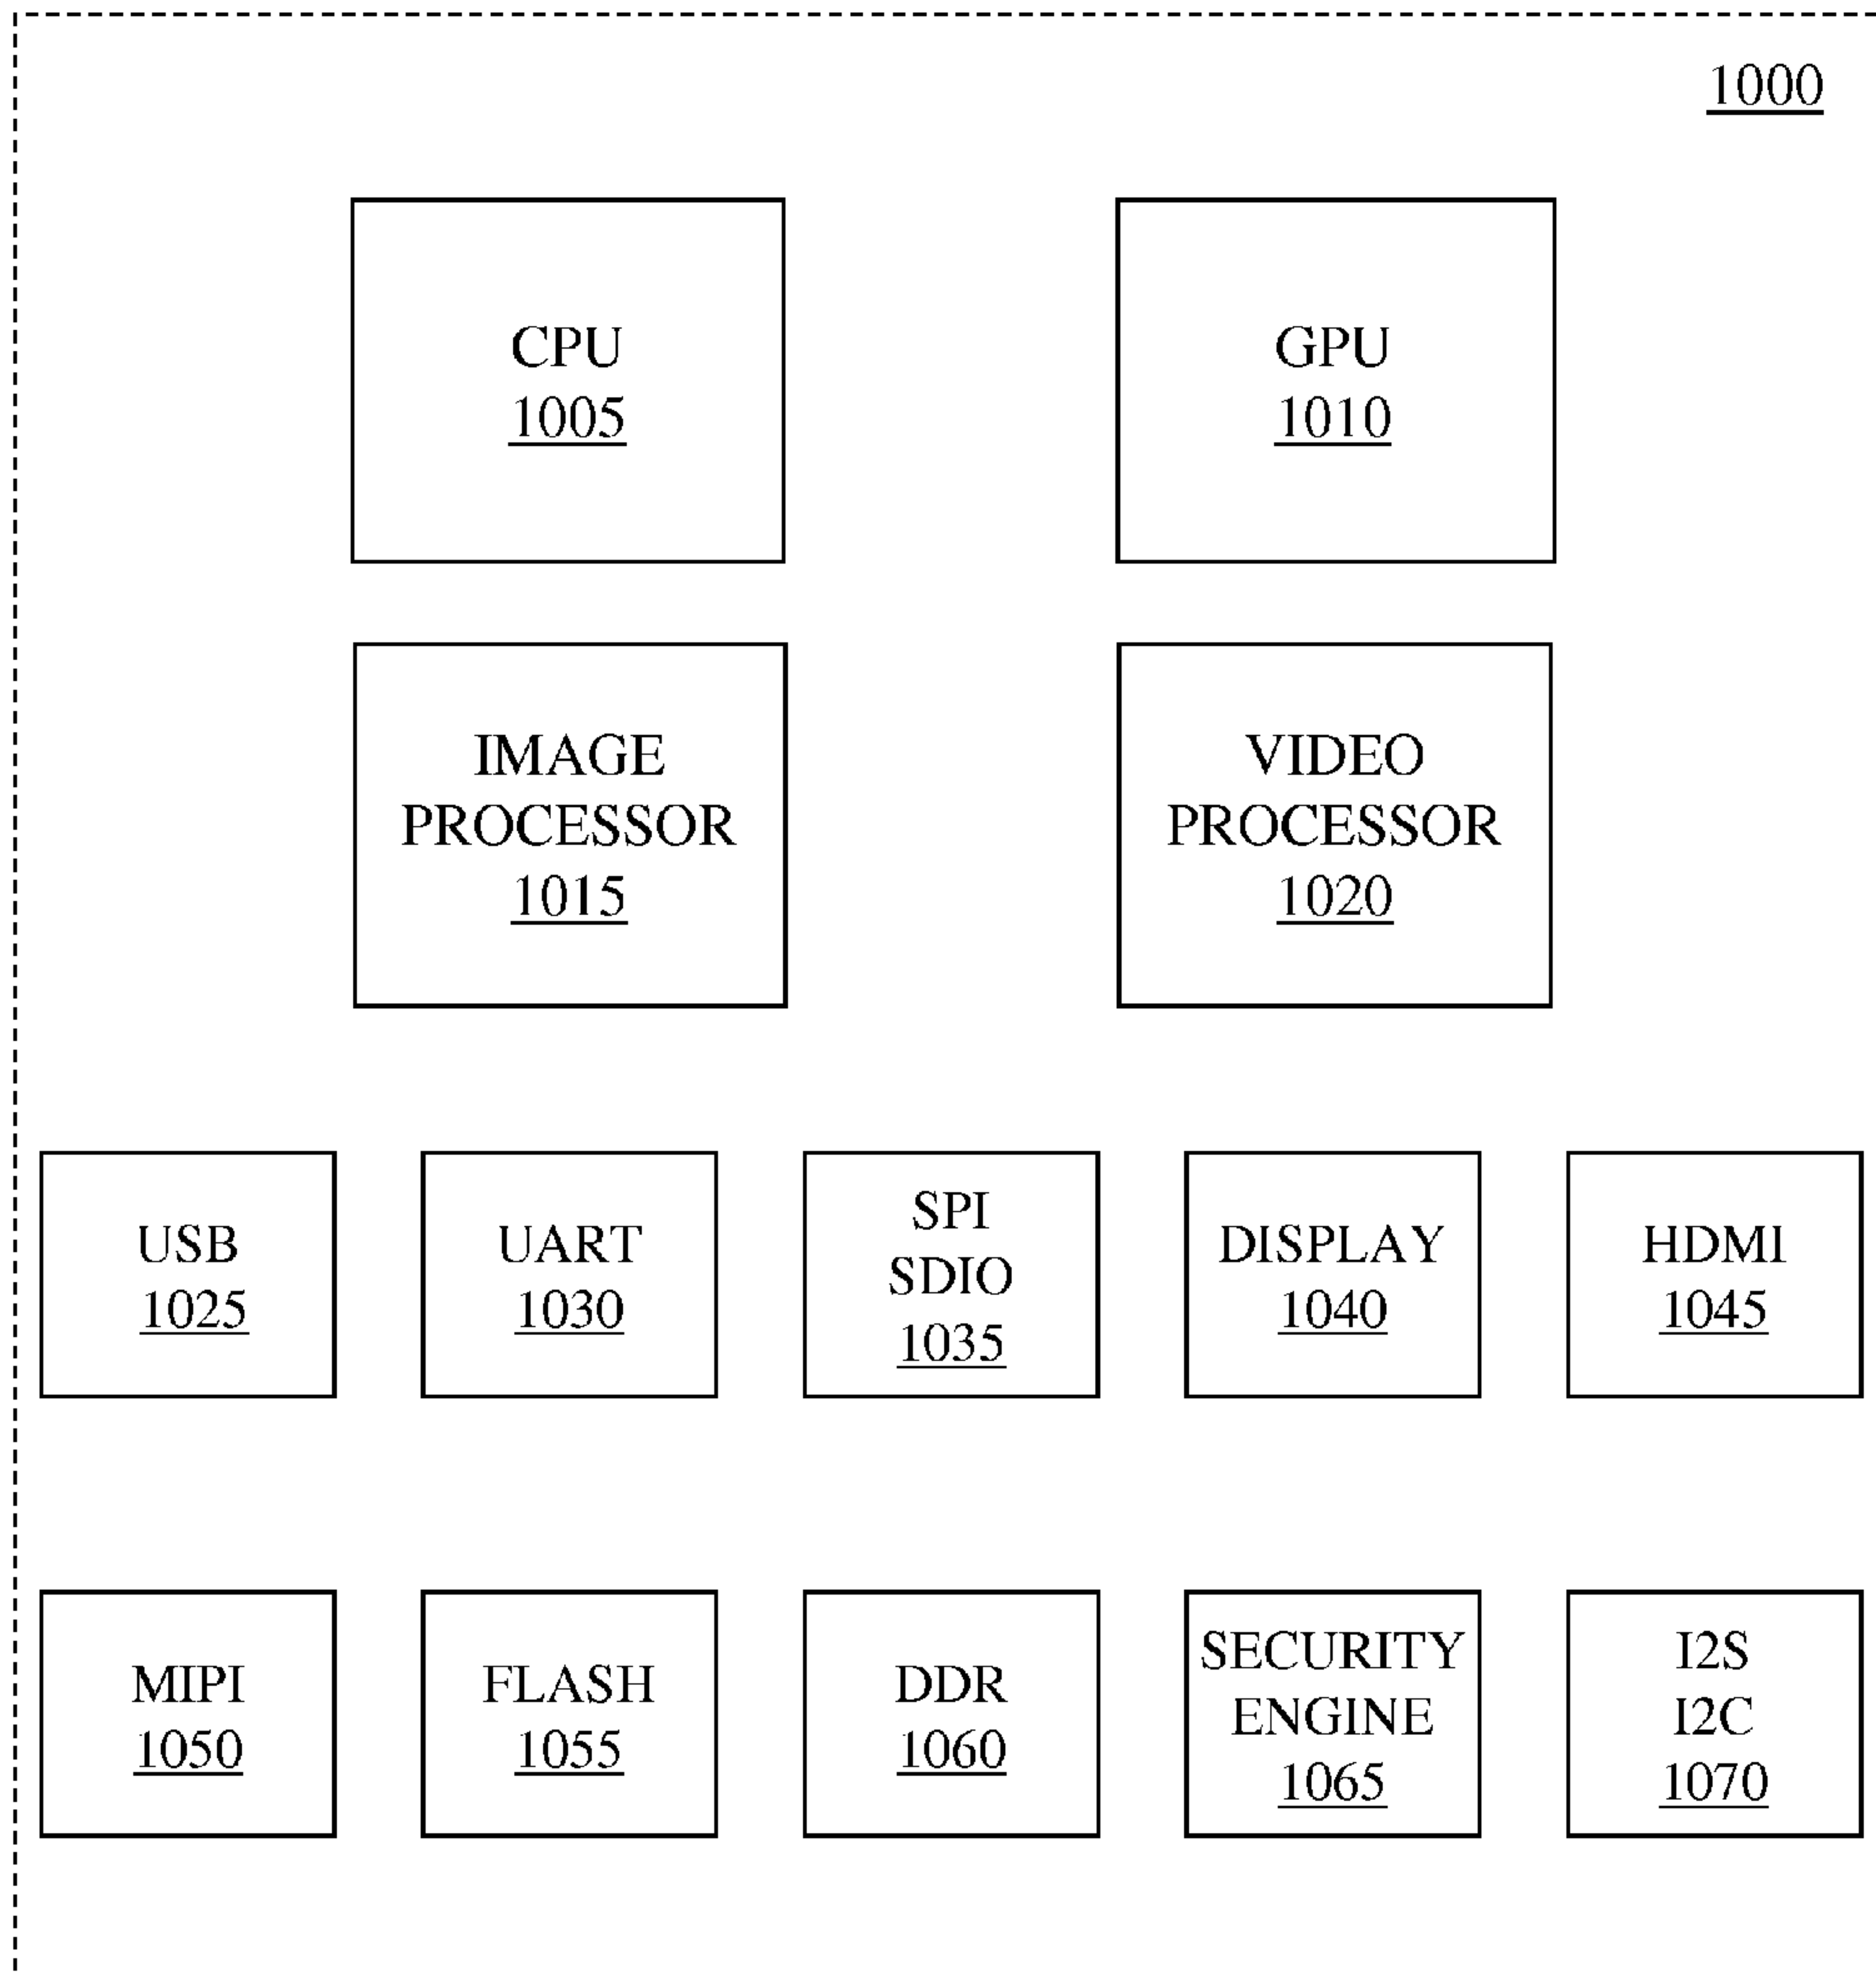 1000
CPU
1005
GPU
1010
IMAGE
PROCESSOR
1015
VIDEO
PROCESSOR
1020
USB
1025
UART
1030
SPI
SDIO
1035
DISPLAY
1040
HDMI
1045
MIPI
1050
FLASH
1055
DDR
1060
SECURITY
ENGINE
1065
I2S
I2C
1070